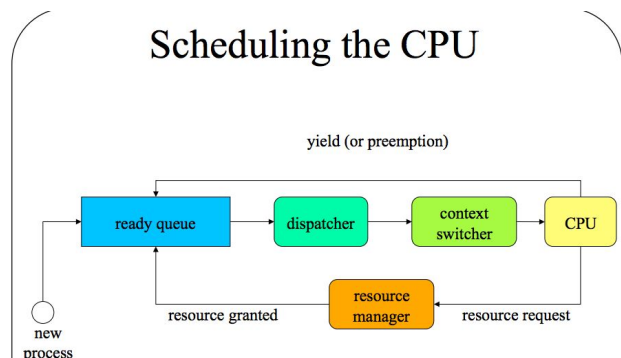 Scheduling the CPU
yield (or preemption)
ready queue
dispatcher
context
switcher
CPU
resource
manager
resource granted
resource request
new
process